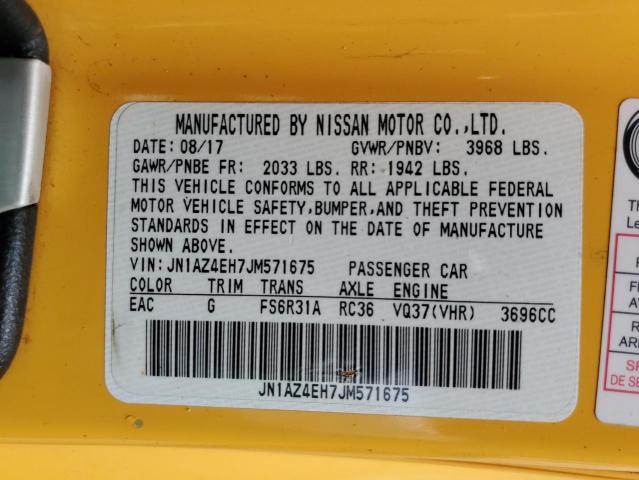 MANUFACTURED BY NISSAN MOTOR CO.,LTD.
DATE: 08/17 GVWR/PNBV: 3968 LBS.
GAWR/PNBE FR: 2033 LBS. RR: 1942 LBS.
THIS VEHICLE CONFORMS TO ALL APPLICABLE FEDERAL
MOTOR VEHICLE SAFETY,BUMPER,AND THEFT PREVENTION
STANDARDS IN EFFECT ON THE DATE OF MANUFACTURE
SHOWN ABOVE.
VIN:JN1AZ4EH7JM571675 PASSENGER CAR
COLOR TRIM TRANS AXLE ENGINE
EAC G FS6R31A RC36 VQ37(VHR) 3696CC
JN1AZ4EH7JM571675
DE SE